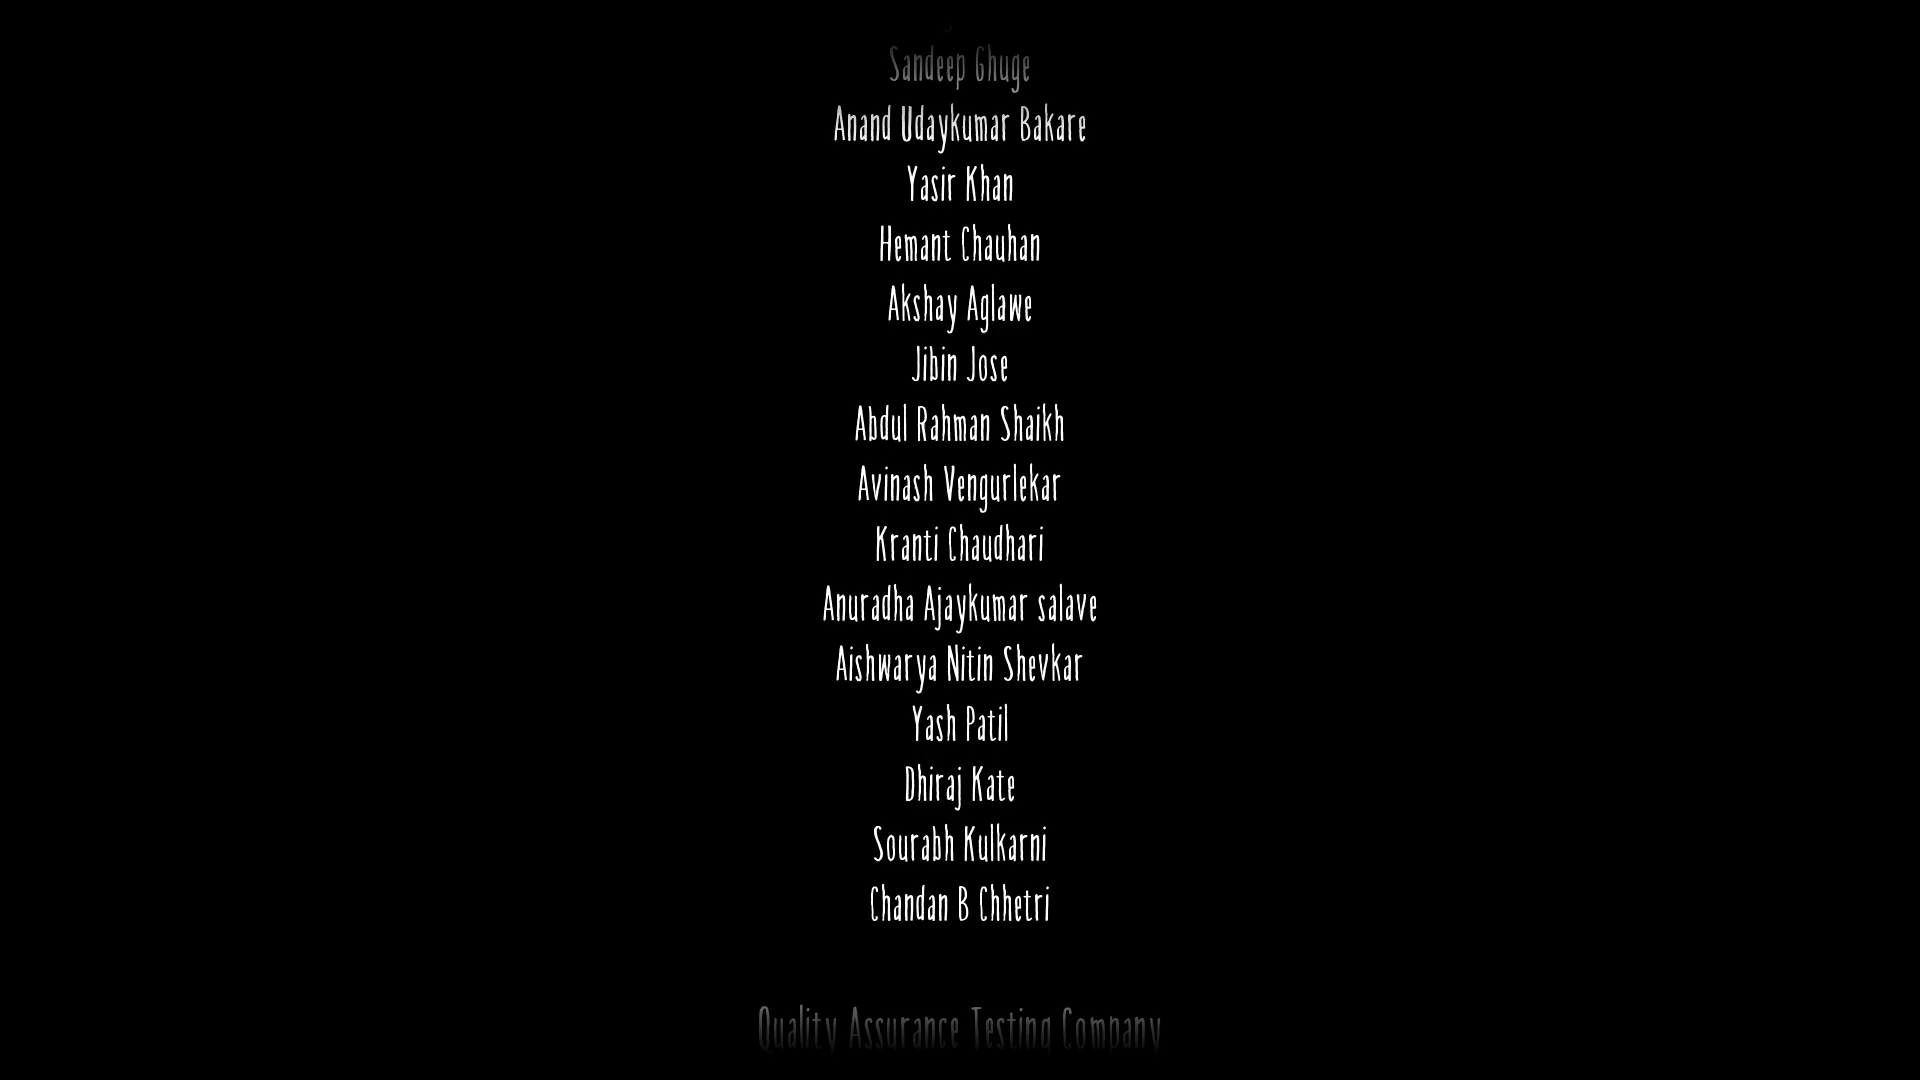 Sandeep Ghuge
Anand Udaykumar Bakare
Yasir Khan
Hemant Chauhan
Akshay Aglawe
Jibin Jose
Abdul Rahman Shaikh
Avinash Vengurlekar
Kranti Chaudhari
Anuradha Ajaykumar salave
Aishwarya Nitin Shevkar
Yash Patil
Dhiraj Kate
Sourabh Kulkarni
Chandan B Chhetri
Quality Assurance Testing Company